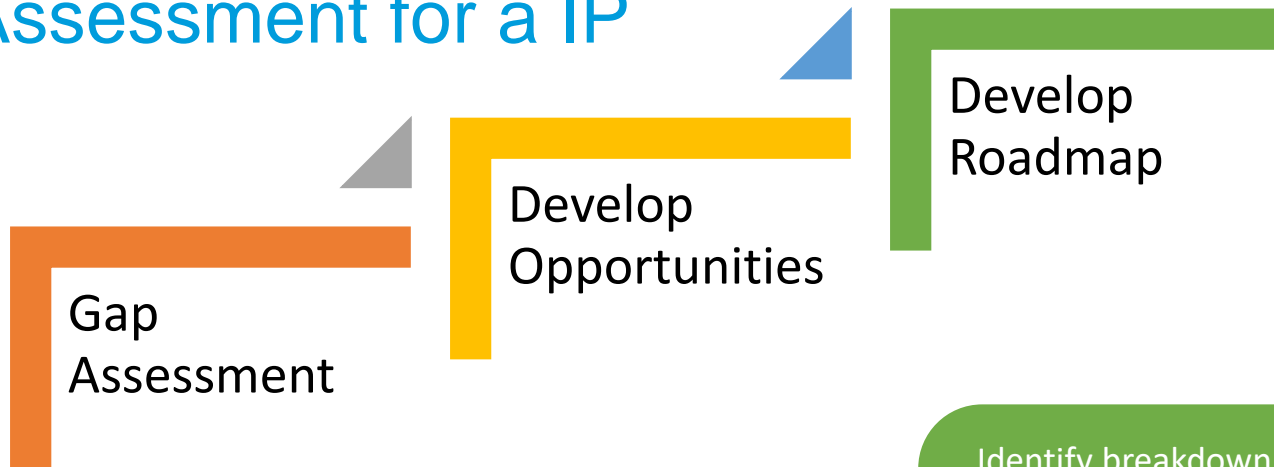 Assessment for a IP
Gap
Assessment
Develop
Opportunities
Develop
Roadmap
Identify breakdown